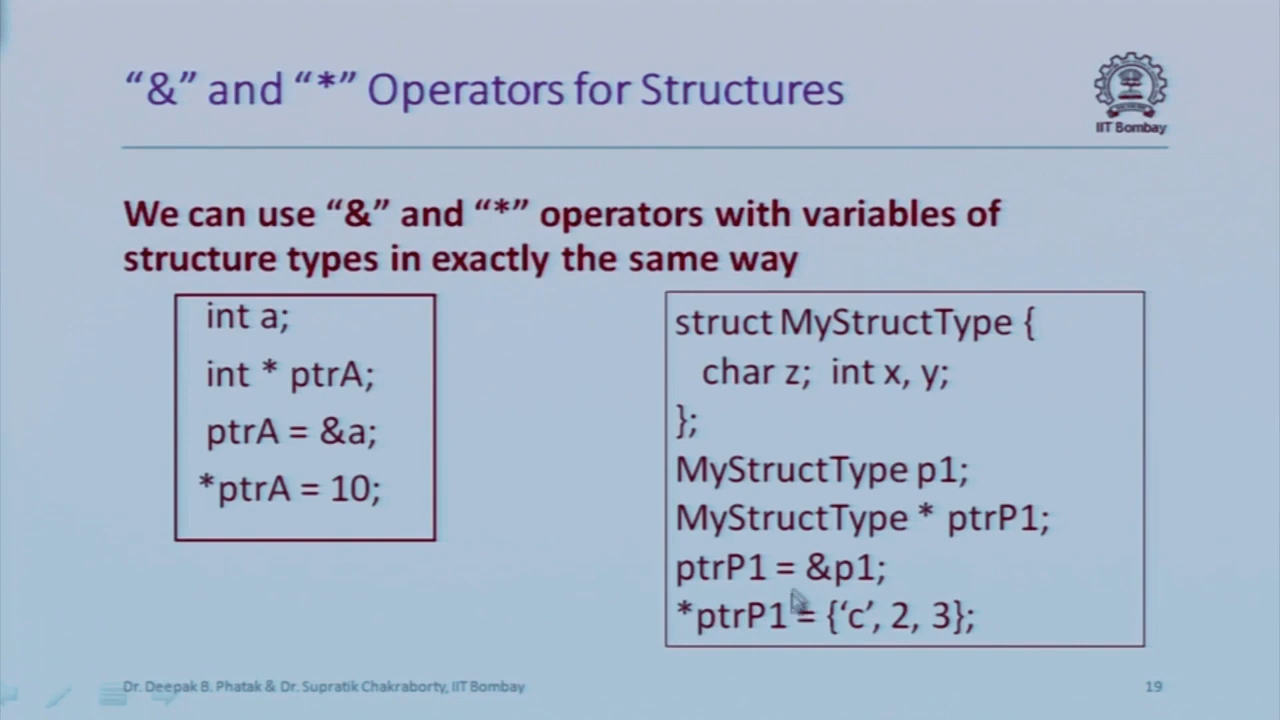 “&” and “*” Operators for Structures
IIT Bombay
We can use “&” and “*” operators with variables of
structure types in exactly the same way
int a;
int * ptrA;
ptrA = &a;
*ptrA = 10;
struct MyStructType {
char z; int x, y;
};
MyStructType p1;
MyStructType * ptrP1;
ptrP1 = &p1;
*ptrP1 = {‘c’, 2, 3};
Dr. Deepak B. Phatak & Dr. Supratik Chakraborty, IIT Bombay
19